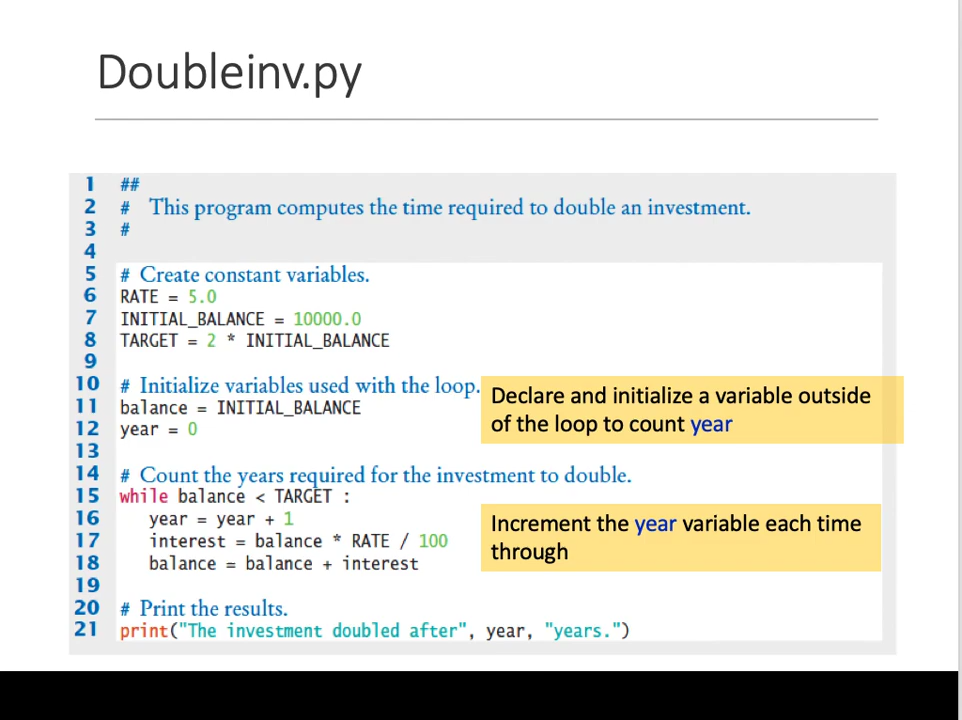 Doubleinv.py
1 ##
2 # This program computes the time required to double an investment.
3 #
4
5 # Create constant variables.
6 RATE = 5.0
7 INITIAL_BALANCE = 10000.0
8 TARGET = 2 * INITIAL_BALANCE
9
10 # Initialize variables used with the loop.
11 balance = INITIAL_BALANCE
12 year = 0
Declare and initialize a variable outside
of the loop to count year
13
14 # Count the years required for the investment to double.
15 while balance < TARGET :
16 year = year + 1
17 interest = balance * RATE / 100
18 balance = balance + interest
Increment the year variable each time
through
19
20 # Print the results.
21 print("The investment doubled after", year, "years.")